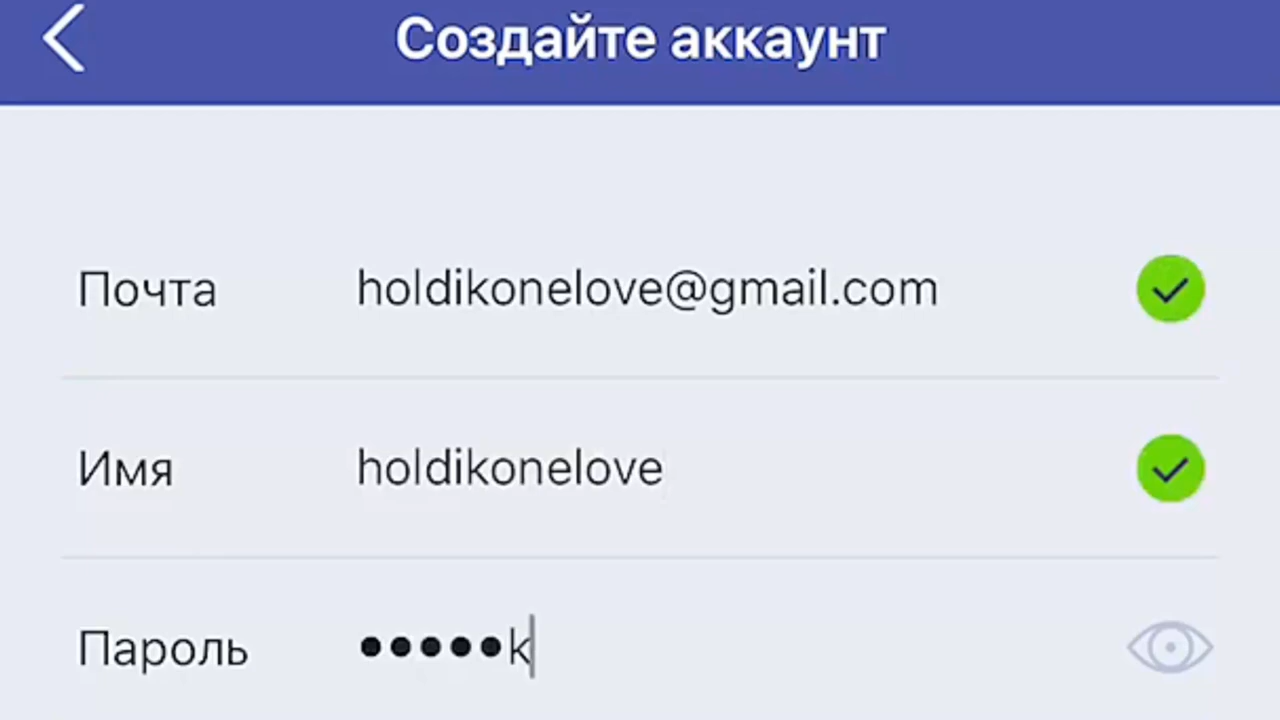 Создайте аккаунт
Почта holdikonelove@gmail.com
Имя holdikonelove
Пароль •••••k